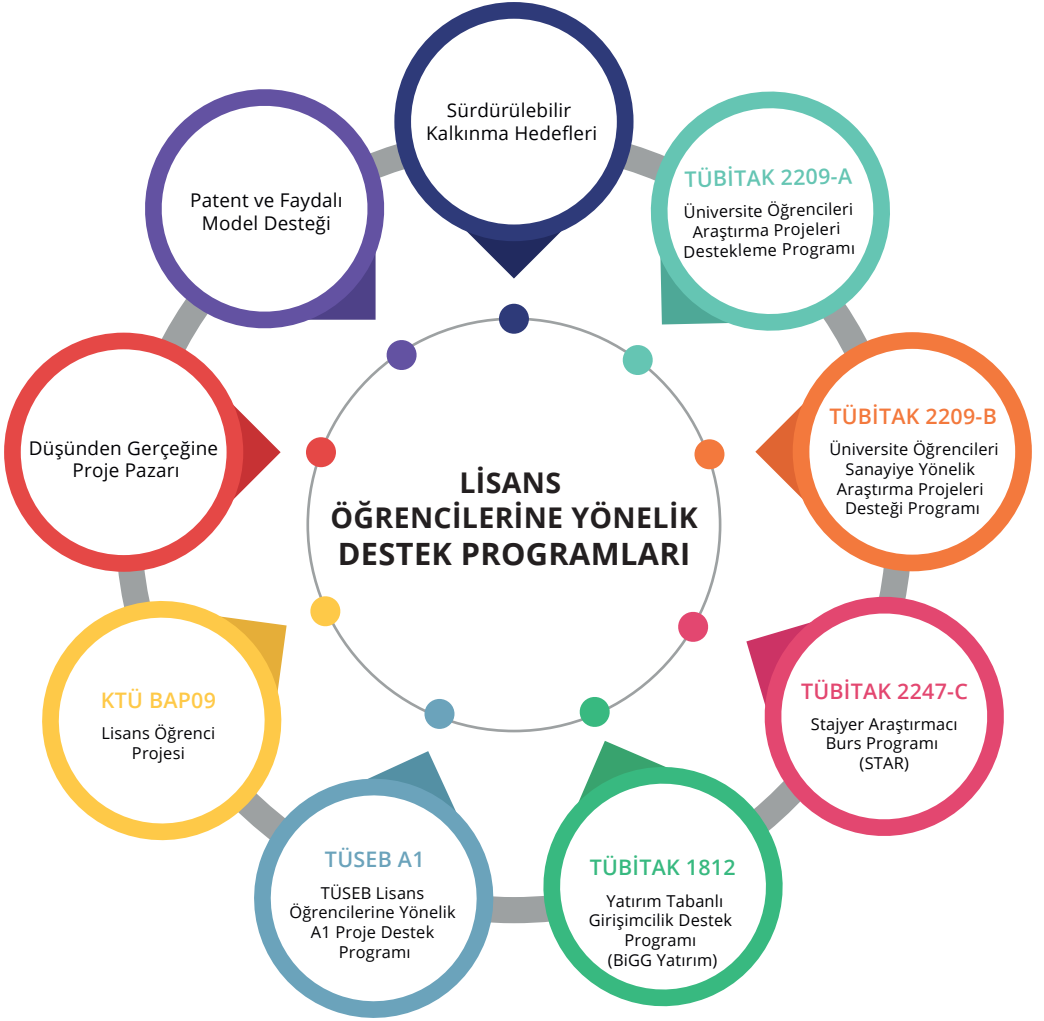 Sürdürülebilir
Kalkınma Hedefleri
TÜBİTAK 2209-A
Üniversite Öğrencileri
Araştırma Projeleri
Destekleme Programı
TÜBİTAK 2209-B
Üniversite Öğrencileri
Sanayiye Yönelik
Araştırma Projeleri
Desteği Programı
TÜBİTAK 2247-C
Stajyer Araştırmacı
Burs Programı
(STAR)
TÜBİTAK 1812
Yatırım Tabanlı
Girişimcilik Destek
Programı
(BiGG Yatırım)
TÜSEB A1
TÜSEB Lisans
Öğrencilerine Yönelik
A1 Proje Destek
Programı
KTÜ BAP09
Lisans Öğrenci
Projesi
Düşünden Gerçeğine
Proje Pazarı
Patent ve Faydalı
Model Desteği
LİSANS
ÖĞRENCİLERİNE YÖNELİK
DESTEK PROGRAMLARI